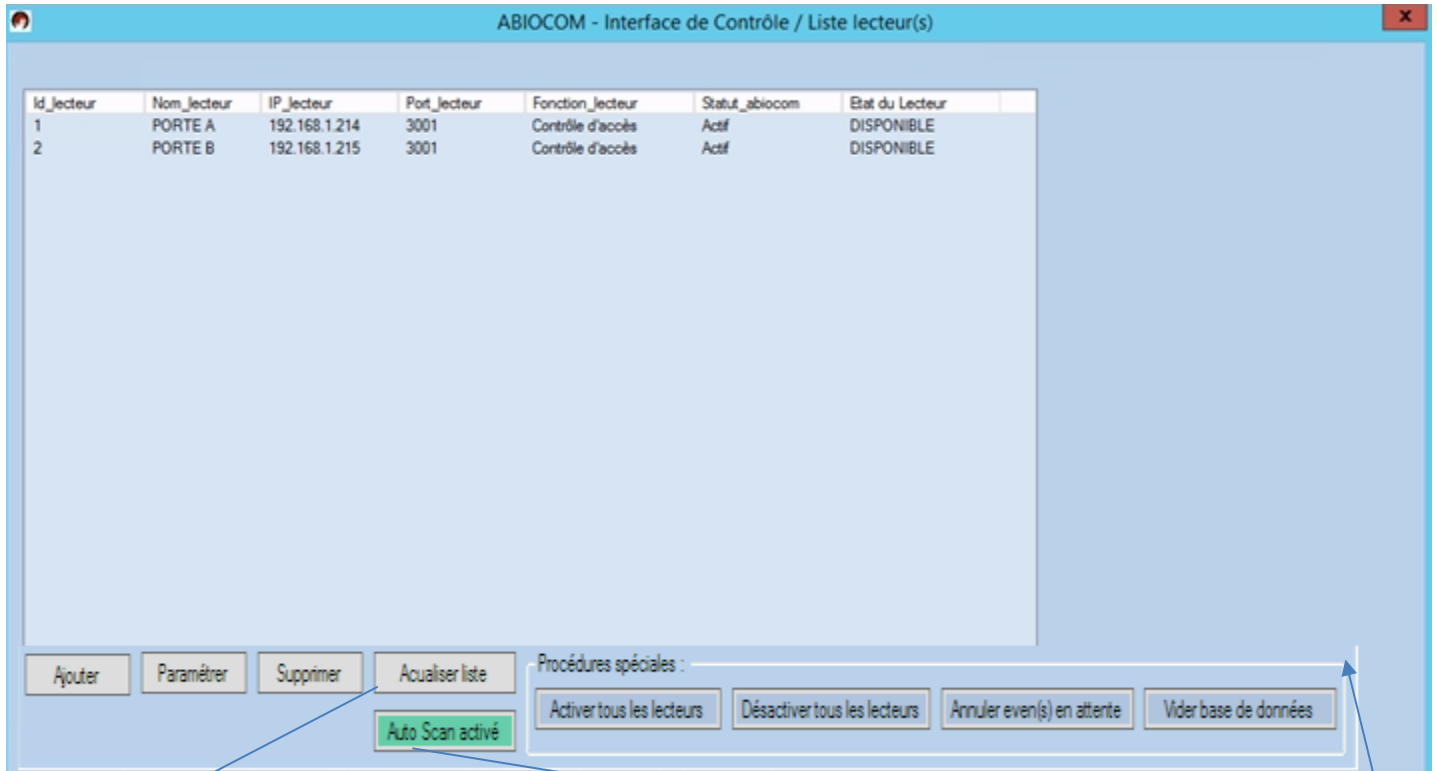 ABIOCOM - Interface de Contrôle / Liste lecteur(s)
x
Id_lecteur Nom_lecteur IP_lecteur Port_lecteur Fonction_lecteur Statut_abiocom Etat du Lecteur
1 PORTE A 192.168.1.214 3001 Contrôle d'accès Actif DISPONIBLE
2 PORTE B 192.168.1.215 3001 Contrôle d'accès Actif DISPONIBLE
Ajouter Paramétrer Supprimer Acualiser liste
Auto Scan activé
Procédures spéciales :
Activer tous les lecteurs Désactiver tous les lecteurs Annuler even(s) en attente Vider base de données